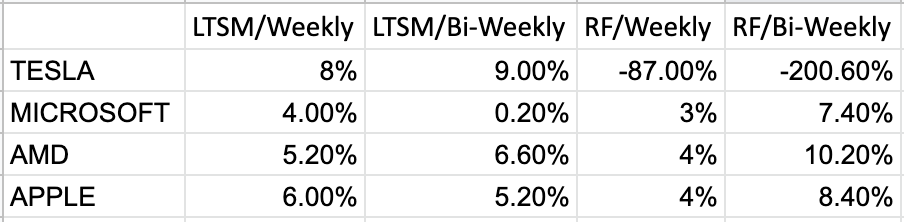 LTSM/Weekly LTSM/Bi-Weekly RF/Weekly RF/Bi-Weekly
TESLA 8% 9.00% -87.00% -200.60%
MICROSOFT 4.00% 0.20% 3% 7.40%
AMD 5.20% 6.60% 4% 10.20%
APPLE 6.00% 5.20% 4% 8.40%